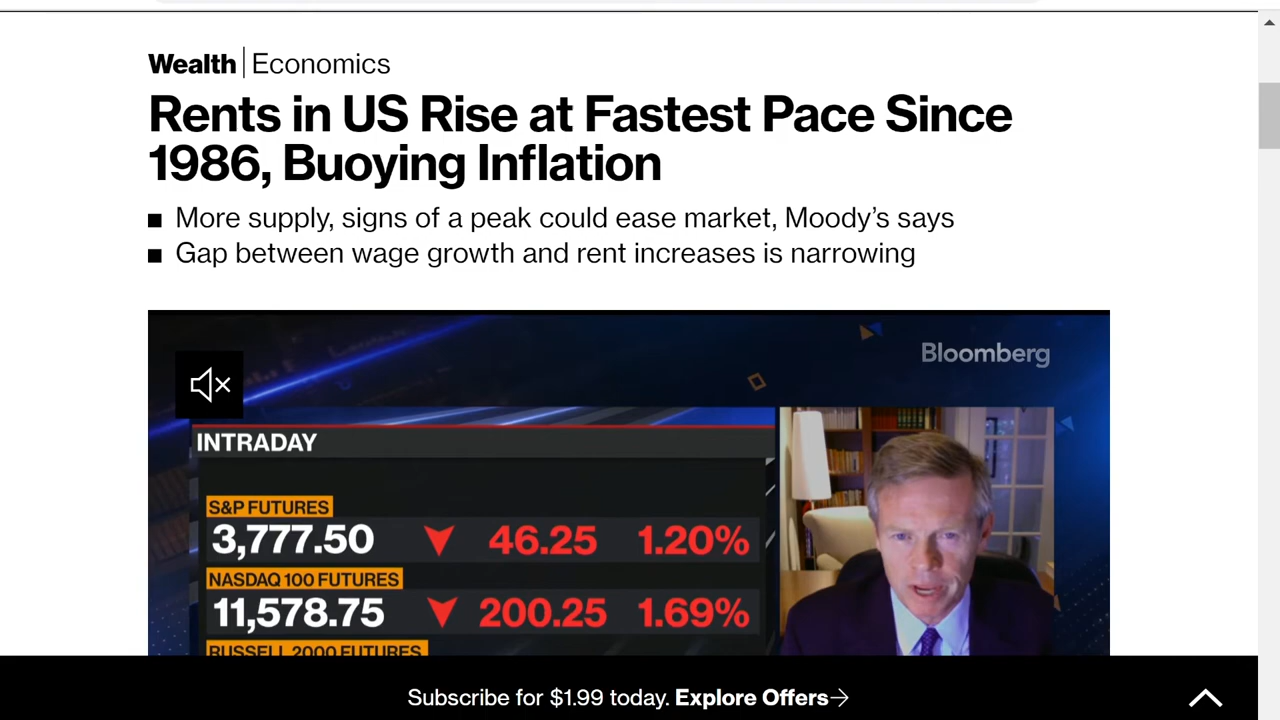 Wealth | Economics
Rents in US Rise at Fastest Pace Since
1986, Buoying Inflation
■ More supply, signs of a peak could ease market, Moody’s says
■ Gap between wage growth and rent increases is narrowing
Bloomberg
INTRADAY
S&P FUTURES
3,777.50 ▼ 46.25 1.20%
NASDAQ 100 FUTURES
11,578.75 ▼ 200.25 1.69%
RUSSELL 2000 FUTURES
Subscribe for $1.99 today. Explore Offers→